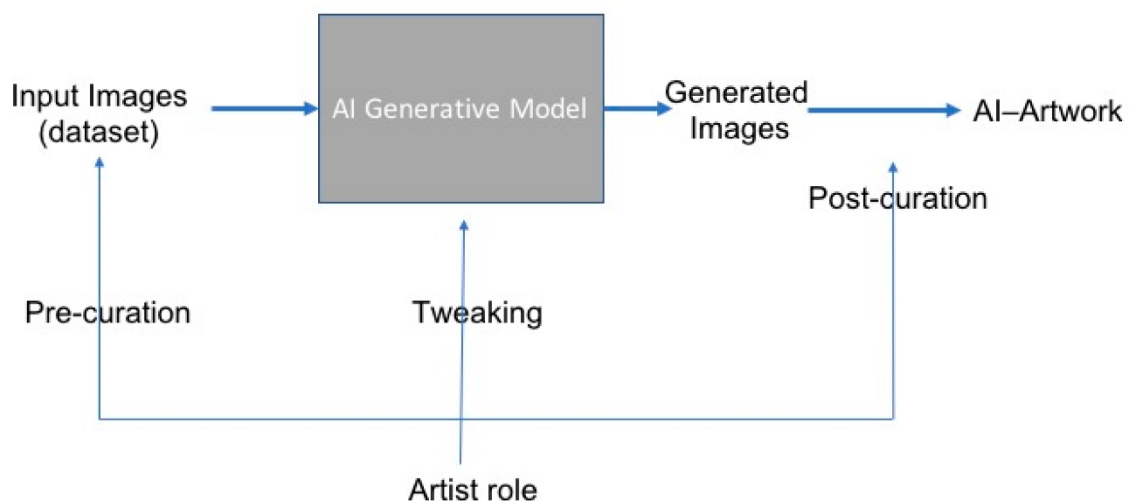 Input Images
(dataset)
AI Generative Model
Generated
Images
AI–Artwork
Post-curation
Pre-curation
Tweaking
Artist role